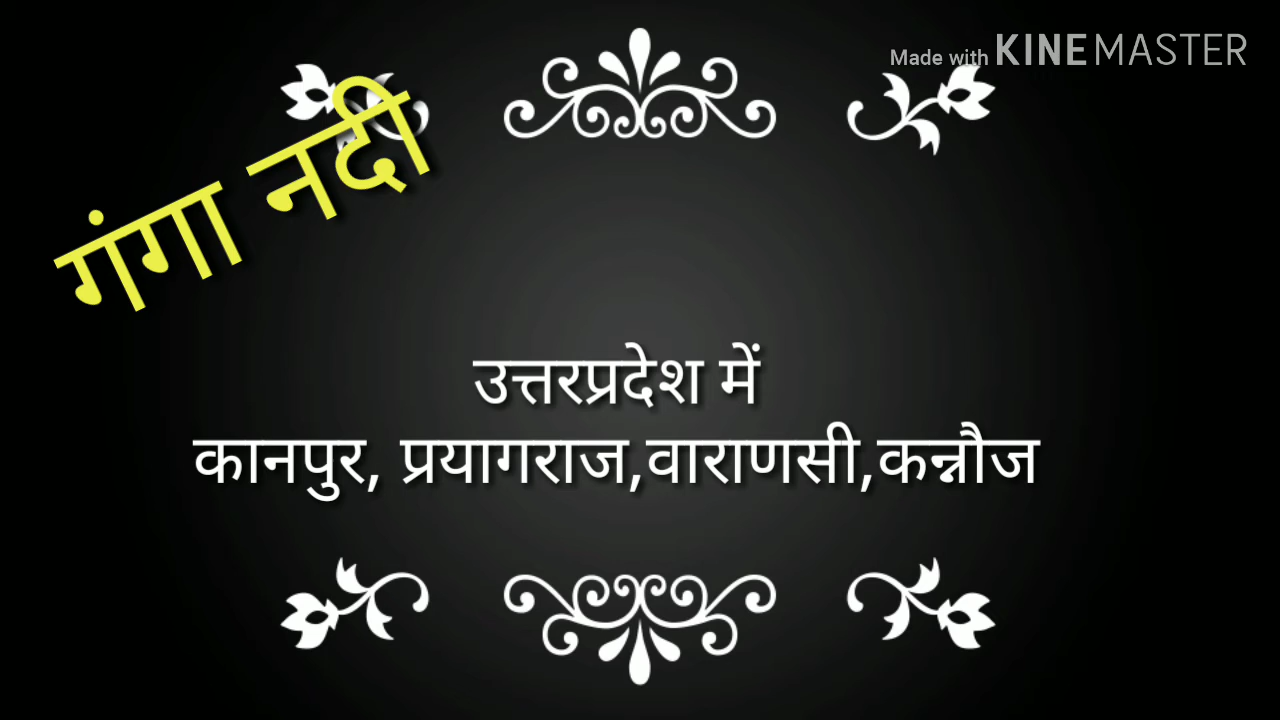 Made with KINEMASTER
गंगा नदी
उत्तरप्रदेश में
कानपुर, प्रयागराज,वाराणसी,कन्नौज